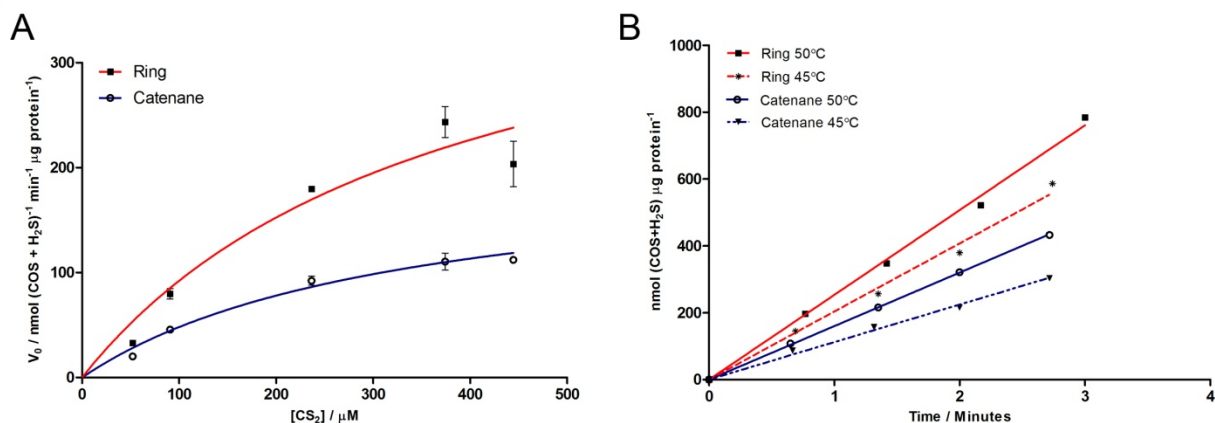 A
V₀ / nmol (COS + H₂S)⁻¹ min⁻¹ µg protein⁻¹
300
200
100
0
Ring
Catenane
0 100 200 300 400 500
[CS₂] / µM
B
nmol (COS+H₂S) µg protein⁻¹
1000
800
600
400
200
0
Ring 50°C
Ring 45°C
Catenane 50°C
Catenane 45°C
0 1 2 3 4
Time / Minutes